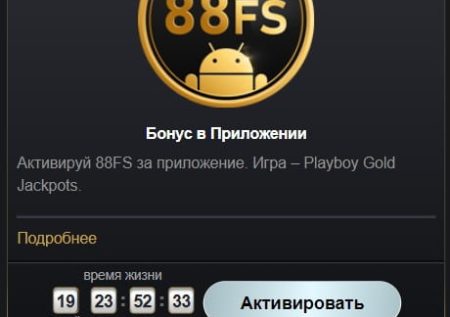 88FS
Бонус в Приложении
Активируй 88FS за приложение. Игра – Playboy Gold
Jackpots.
Подробнее
время жизни
19 23 : 52 : 33
Активировать